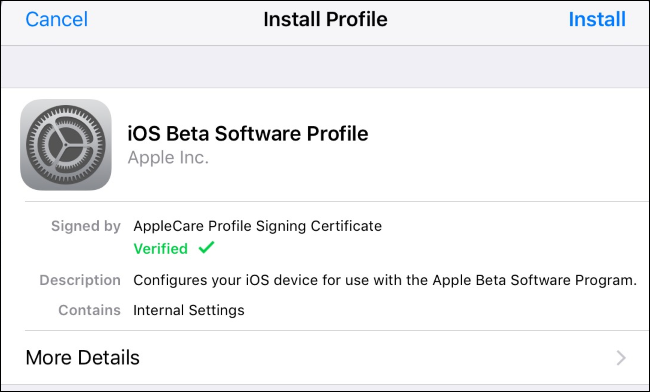 Cancel Install Profile Install
iOS Beta Software Profile
Apple Inc.
Signed by AppleCare Profile Signing Certificate
Verified ✓
Description Configures your iOS device for use with the Apple Beta Software Program.
Contains Internal Settings
More Details